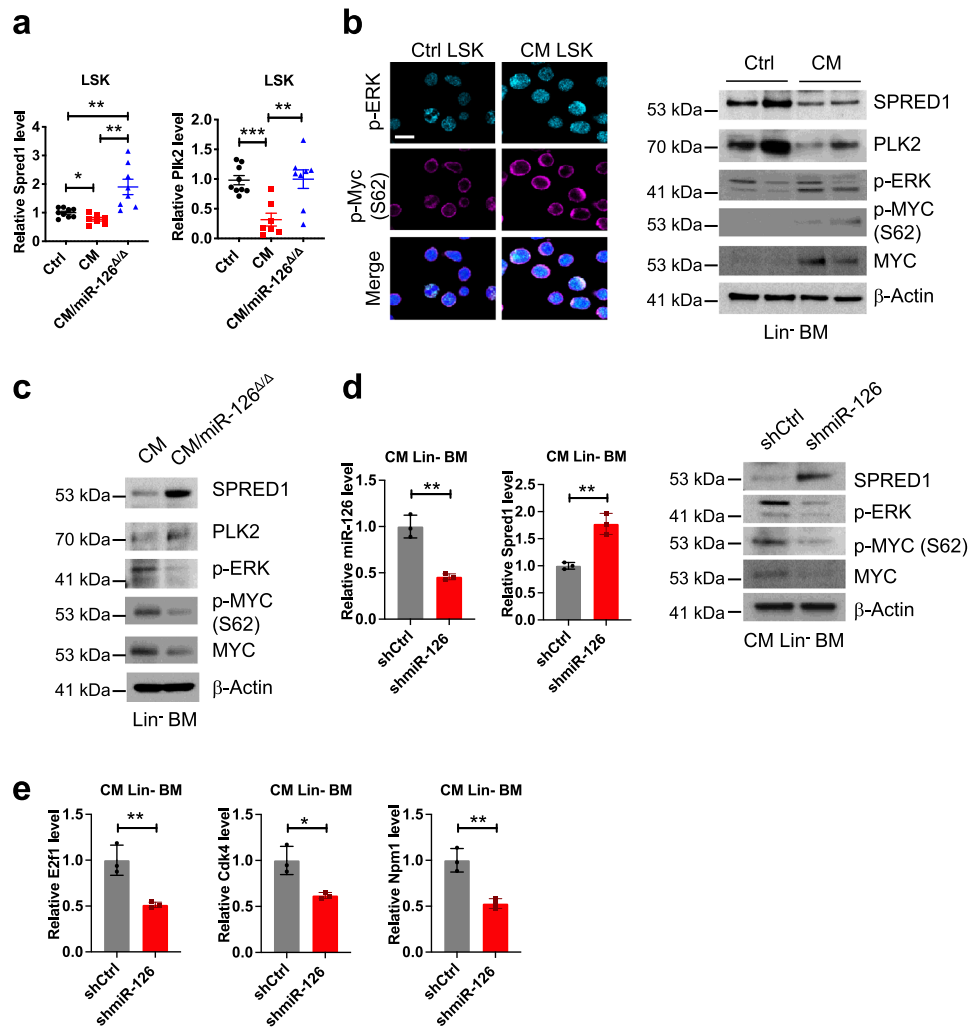 a
LSK
Relative Spred1 level
**
**
*
4
3
2
1
0
Ctrl
CM
CM/miR-126Δ/Δ
LSK
Relative Plk2 level
**
***
2.0
1.5
1.0
0.5
0.0
Ctrl
CM
CM/miR-126Δ/Δ
b
Ctrl LSK
CM LSK
p-ERK
p-Myc
(S62)
Merge
Ctrl
CM
53 kDa
SPRED1
70 kDa
PLK2
41 kDa
p-ERK
53 kDa
p-MYC
(S62)
53 kDa
MYC
41 kDa
β-Actin
Lin- BM
c
CM
CM/miR-126Δ/Δ
53 kDa
SPRED1
70 kDa
PLK2
41 kDa
p-ERK
53 kDa
p-MYC
(S62)
53 kDa
MYC
41 kDa
β-Actin
Lin- BM
d
CM Lin- BM
Relative miR-126 level
**
1.5
1.0
0.5
0.0
shCtrl
shmiR-126
CM Lin- BM
Relative Spred1 level
**
2.5
2.0
1.5
1.0
0.5
0.0
shCtrl
shmiR-126
shCtrl
shmiR-126
53 kDa
SPRED1
41 kDa
p-ERK
53 kDa
p-MYC (S62)
53 kDa
MYC
41 kDa
β-Actin
CM Lin- BM
e
CM Lin- BM
Relative E2f1 level
**
1.5
1.0
0.5
0.0
shCtrl
shmiR-126
CM Lin- BM
Relative Cdk4 level
*
1.5
1.0
0.5
0.0
shCtrl
shmiR-126
CM Lin- BM
Relative Npm1 level
**
1.5
1.0
0.5
0.0
shCtrl
shmiR-126